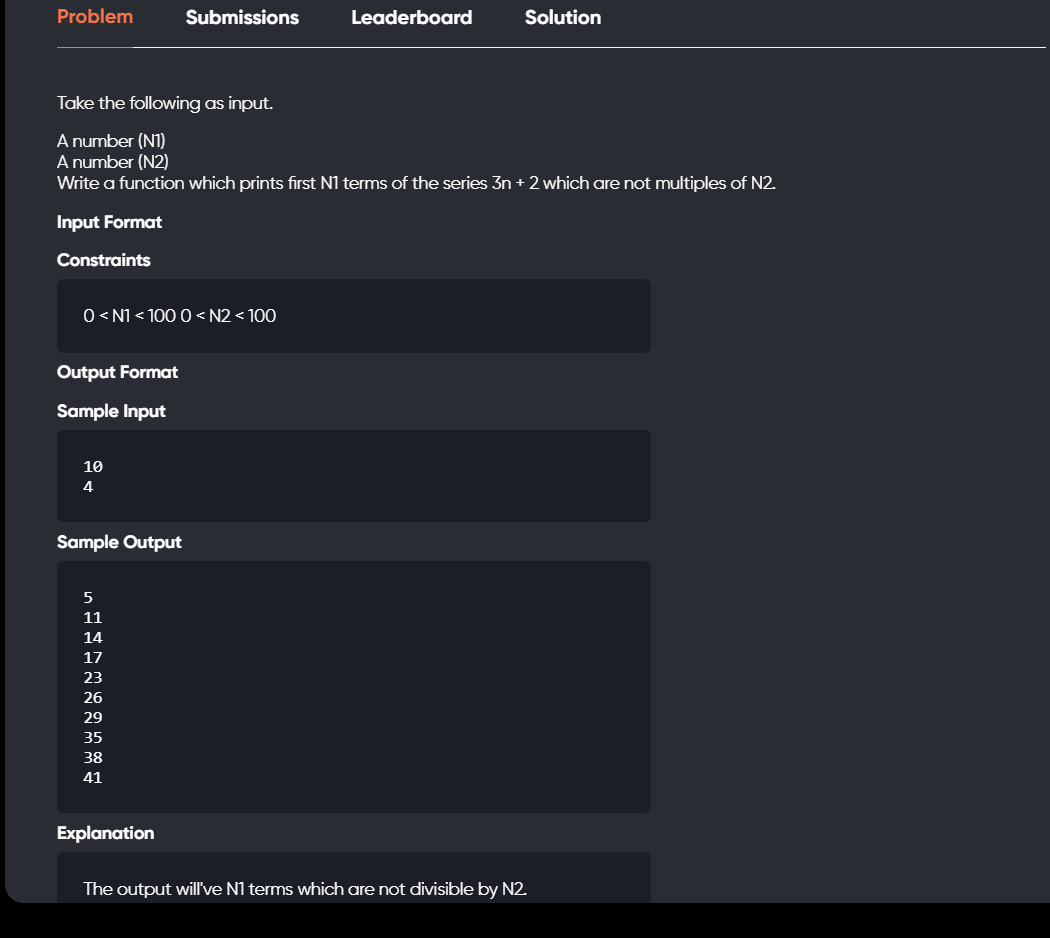 Problem Submissions Leaderboard Solution
Take the following as input.
A number (N1)
A number (N2)
Write a function which prints first N1 terms of the series 3n + 2 which are not multiples of N2.
Input Format
Constraints
0 < N1 < 100 0 < N2 < 100
Output Format
Sample Input
10
4
Sample Output
5
11
14
17
23
26
29
35
38
41
Explanation
The output will've N1 terms which are not divisible by N2.